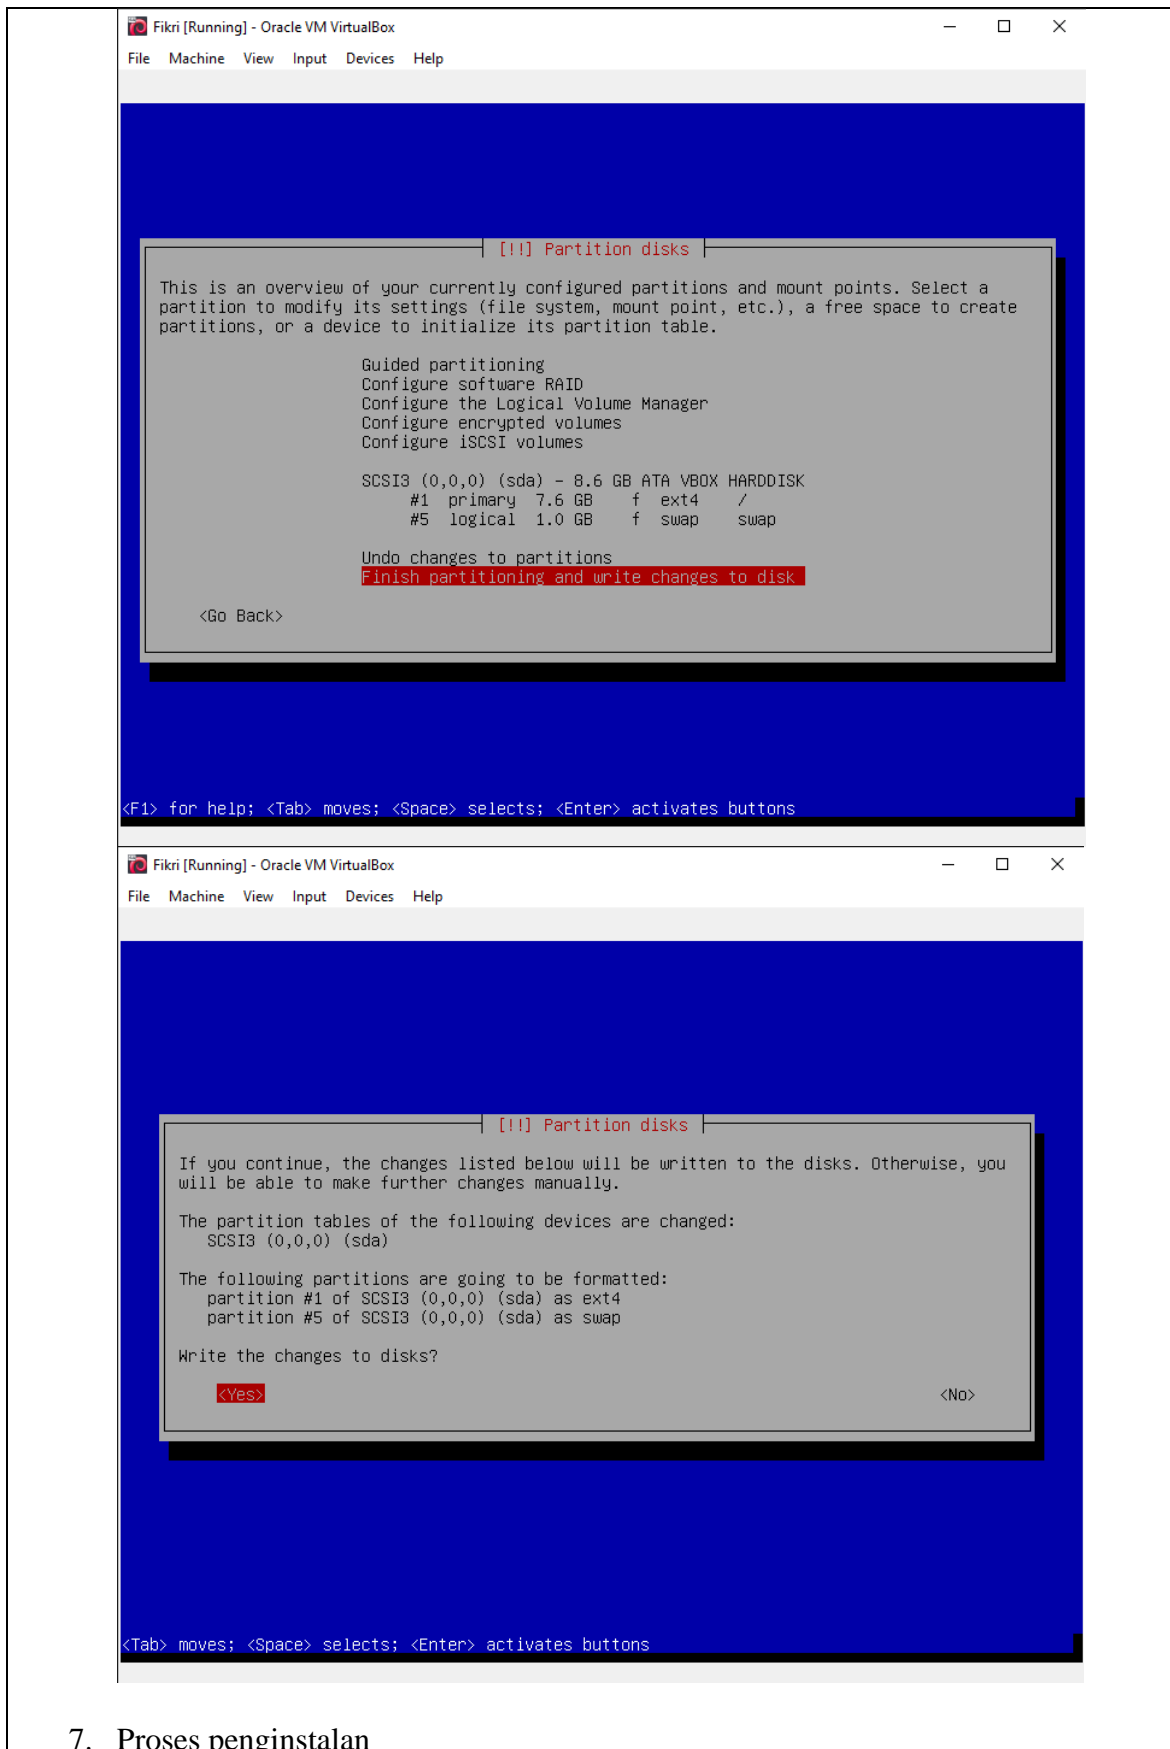 Fikri [Running] - Oracle VM VirtualBox
File Machine View Input Devices Help
[!!] Partition disks
This is an overview of your currently configured partitions and mount points. Select a
partition to modify its settings (file system, mount point, etc.), a free space to create
partitions, or a device to initialize its partition table.
Guided partitioning
Configure software RAID
Configure the Logical Volume Manager
Configure encrypted volumes
Configure iSCSI volumes
SCSI3 (0,0,0) (sda) - 8.6 GB ATA VBOX HARDDISK
#1 primary 7.6 GB f ext4 /
#5 logical 1.0 GB f swap swap
Undo changes to partitions
Finish partitioning and write changes to disk
<Go Back>
<F1> for help; <Tab> moves; <Space> selects; <Enter> activates buttons
Fikri [Running] - Oracle VM VirtualBox
File Machine View Input Devices Help
[!!] Partition disks
If you continue, the changes listed below will be written to the disks. Otherwise, you
will be able to make further changes manually.
The partition tables of the following devices are changed:
SCSI3 (0,0,0) (sda)
The following partitions are going to be formatted:
partition #1 of SCSI3 (0,0,0) (sda) as ext4
partition #5 of SCSI3 (0,0,0) (sda) as swap
Write the changes to disks?
<Yes> <No>
<Tab> moves; <Space> selects; <Enter> activates buttons
7. Proses penginstalan